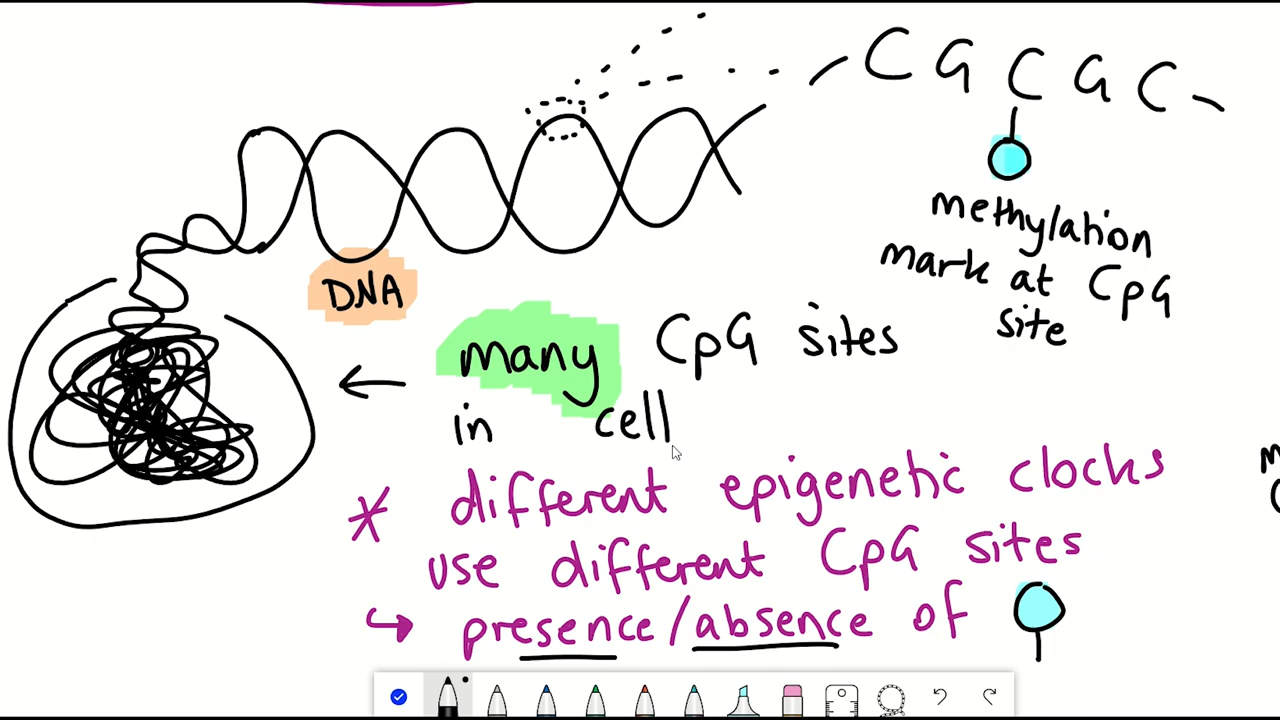 C G C G C
methylation
mark at CpG
site
DNA
many CpG sites
in cell
* different epigenetic clocks
use different CpG sites
↳ presence/absence of